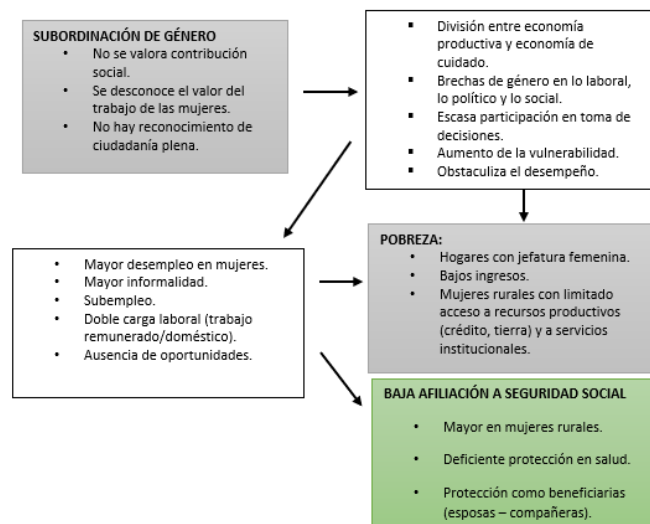 SUBORDINACIÓN DE GÉNERO
• No se valora contribución
social.
• Se desconoce el valor del
trabajo de las mujeres.
• No hay reconocimiento de
ciudadanía plena.
▪ División entre economía
productiva y economía de
cuidado.
▪ Brechas de género en lo laboral,
lo político y lo social.
▪ Escasa participación en toma de
decisiones.
▪ Aumento de la vulnerabilidad.
▪ Obstaculiza el desempeño.
• Mayor desempleo en mujeres.
• Mayor informalidad.
• Subempleo.
• Doble carga laboral (trabajo
remunerado/doméstico).
• Ausencia de oportunidades.
POBREZA:
• Hogares con jefatura femenina.
• Bajos ingresos.
• Mujeres rurales con limitado
acceso a recursos productivos
(crédito, tierra) y a servicios
institucionales.
BAJA AFILIACIÓN A SEGURIDAD SOCIAL
• Mayor en mujeres rurales.
• Deficiente protección en salud.
• Protección como beneficiarias
(esposas – compañeras).